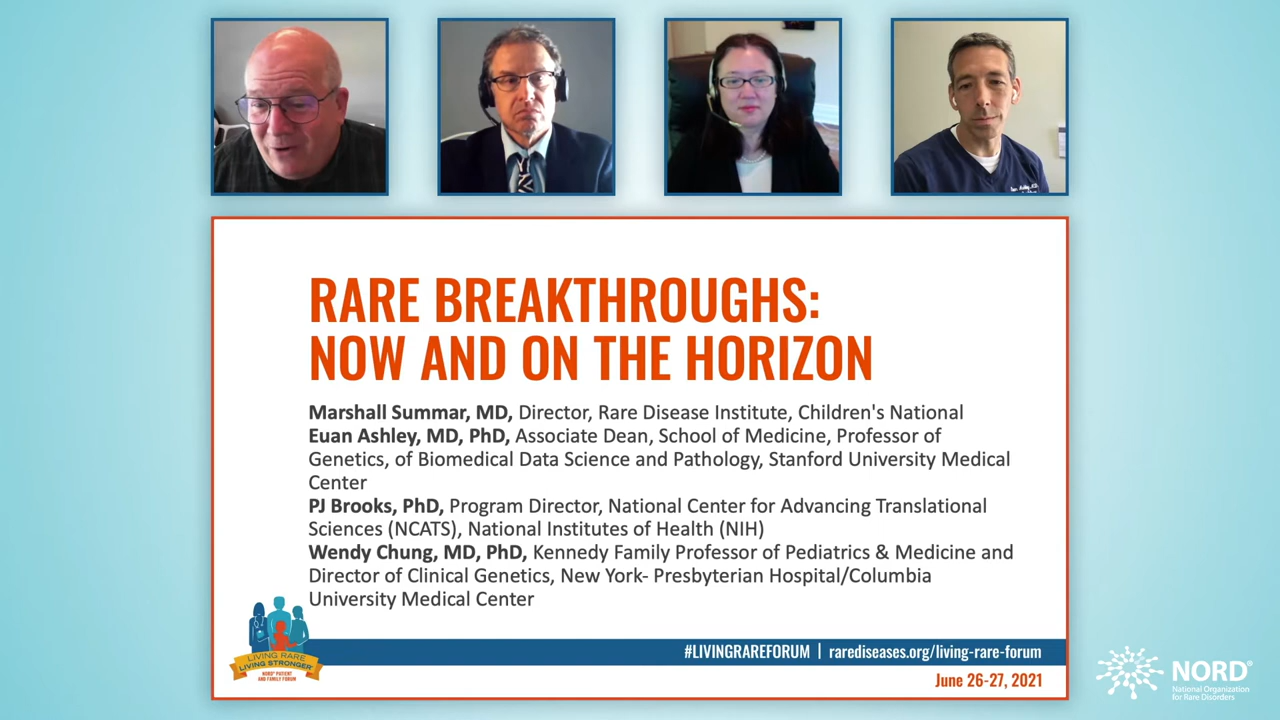 RARE BREAKTHROUGHS:
NOW AND ON THE HORIZON
Marshall Summar, MD, Director, Rare Disease Institute, Children's National
Euan Ashley, MD, PhD, Associate Dean, School of Medicine, Professor of
Genetics, of Biomedical Data Science and Pathology, Stanford University Medical
Center
PJ Brooks, PhD, Program Director, National Center for Advancing Translational
Sciences (NCATS), National Institutes of Health (NIH)
Wendy Chung, MD, PhD, Kennedy Family Professor of Pediatrics & Medicine and
Director of Clinical Genetics, New York- Presbyterian Hospital/Columbia
University Medical Center
LIVING RARE
LIVING STRONGER
NORD® PATIENT
AND FAMILY FORUM
#LIVINGRAREFORUM | rarediseases.org/living-rare-forum
June 26-27, 2021
NORD®
National Organization
for Rare Disorders